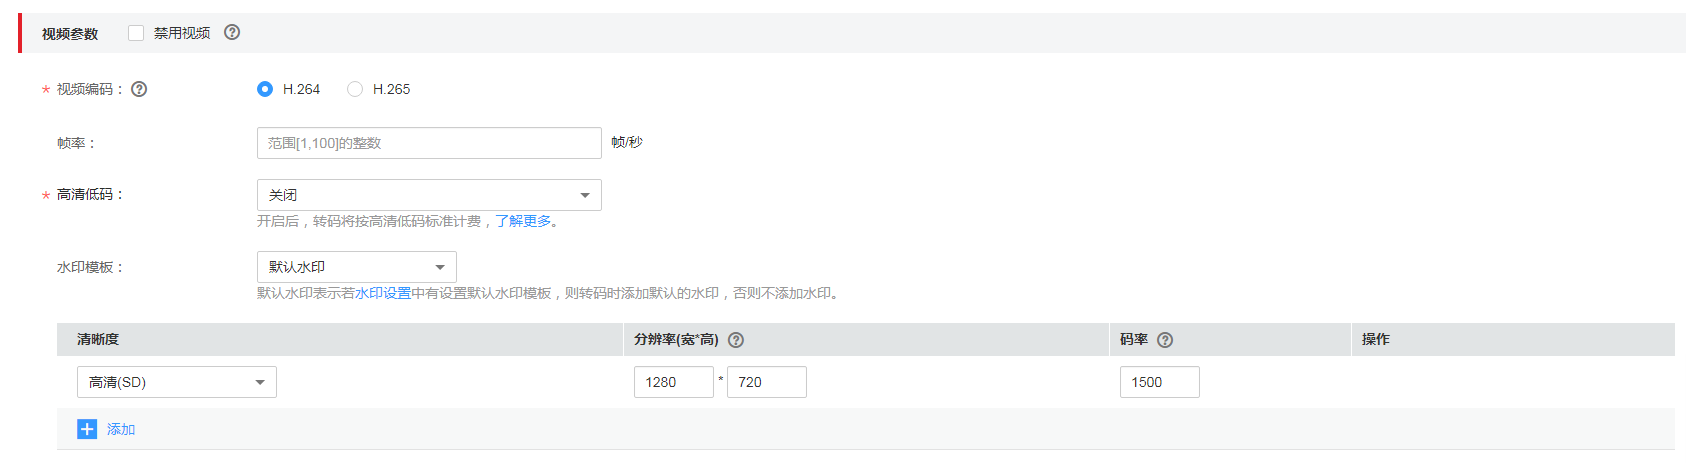 视频参数 禁用视频 ?
* 视频编码： ? H.264 H.265
帧率： 范围[1,100]的整数 帧/秒
* 高清低码： 关闭
开启后，转码将按高清低码标准计费，了解更多。
水印模板： 默认水印
默认水印表示若水印设置中有设置默认水印模板，则转码时添加默认的水印，否则不添加水印。
清晰度 分辨率(宽*高) ? 码率 ? 操作
高清(SD) 1280 * 720 1500
+ 添加